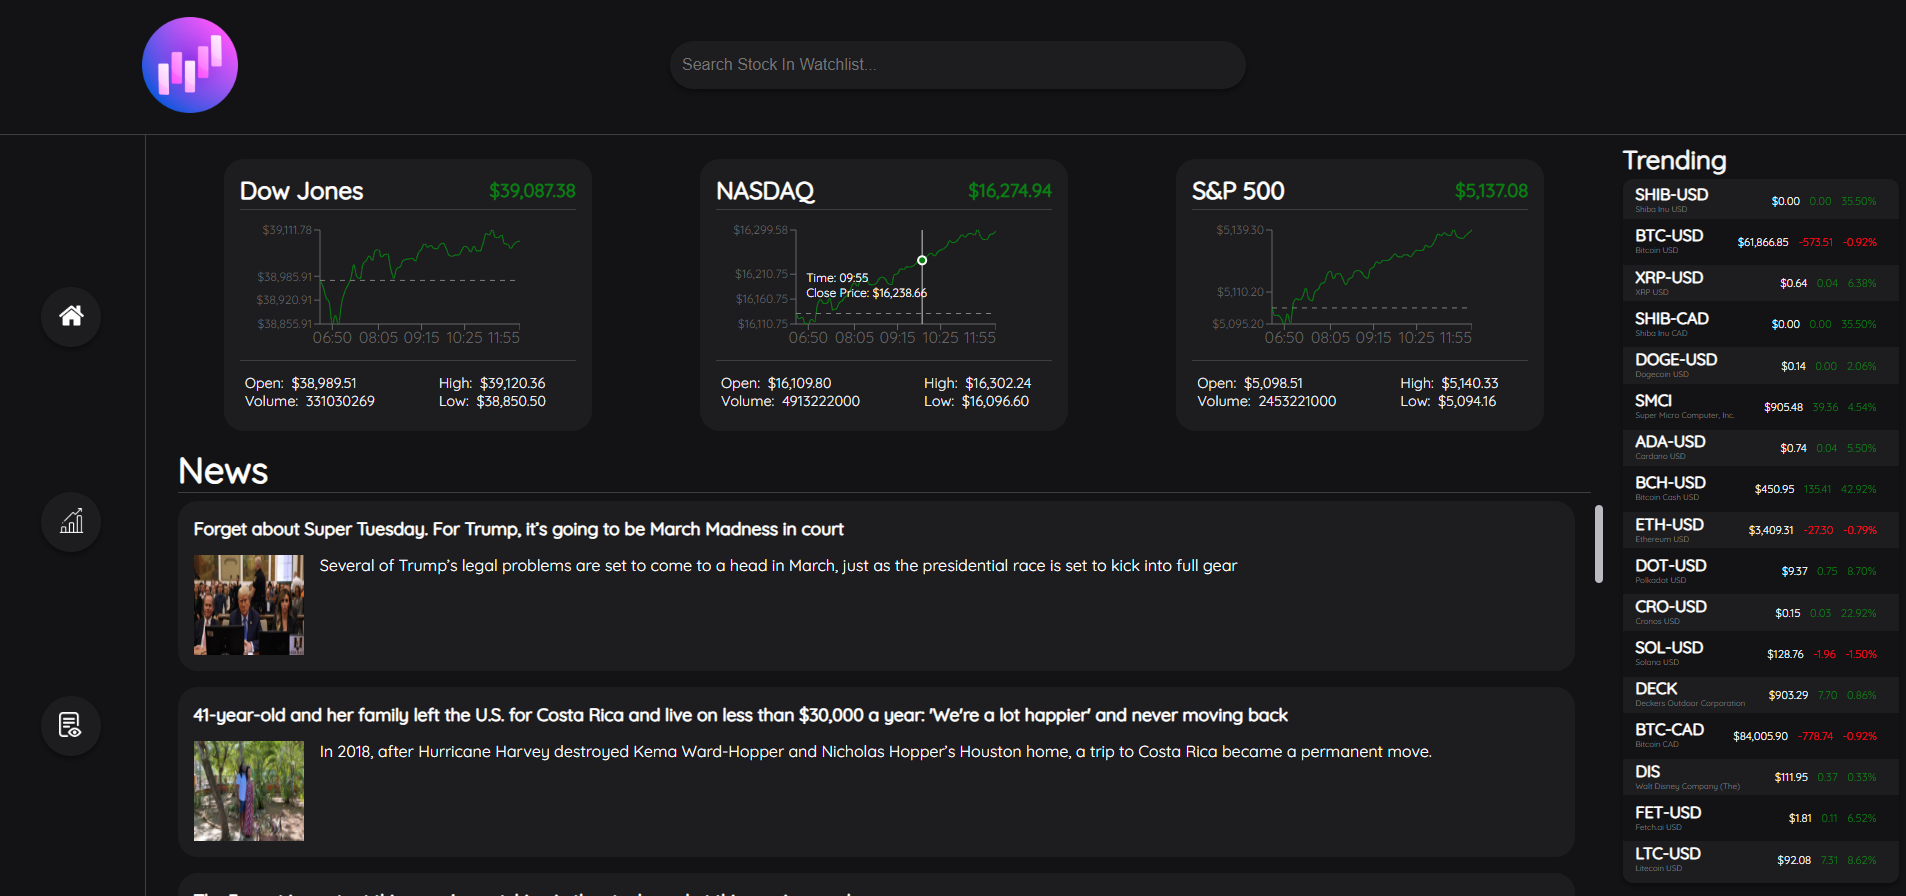 Search Stock In Watchlist...
Dow Jones $39,087.38
$39,111.78
$38,985.91
$38,920.91
$38,855.91
06:50 08:05 09:15 10:25 11:55
Open: $38,989.51 High: $39,120.36
Volume: 331030269 Low: $38,850.50
NASDAQ $16,274.94
$16,299.58
$16,210.75
$16,160.75
$16,110.75
Time: 09:55
Close Price: $16,238.66
06:50 08:05 09:15 10:25 11:55
Open: $16,109.80 High: $16,302.24
Volume: 4913222000 Low: $16,096.60
S&P 500 $5,137.08
$5,139.30
$5,110.20
$5,095.20
06:50 08:05 09:15 10:25 11:55
Open: $5,098.51 High: $5,140.33
Volume: 2453221000 Low: $5,094.16
News
Forget about Super Tuesday. For Trump, it’s going to be March Madness in court
Several of Trump’s legal problems are set to come to a head in March, just as the presidential race is set to kick into full gear
41-year-old and her family left the U.S. for Costa Rica and live on less than $30,000 a year: 'We're a lot happier' and never moving back
In 2018, after Hurricane Harvey destroyed Kema Ward-Hopper and Nicholas Hopper’s Houston home, a trip to Costa Rica became a permanent move.
Trending
SHIB-USD $0.00 0.00 35.50%
Shiba Inu USD
BTC-USD $61,866.85 -573.51 -0.92%
Bitcoin USD
XRP-USD $0.64 0.04 6.38%
XRP USD
SHIB-CAD $0.00 0.00 35.50%
Shiba Inu CAD
DOGE-USD $0.14 0.00 2.06%
Dogecoin USD
SMCI $905.48 39.36 4.54%
Super Micro Computer, Inc.
ADA-USD $0.74 0.04 5.50%
Cardano USD
BCH-USD $450.95 135.41 42.92%
Bitcoin Cash USD
ETH-USD $3,409.31 -27.30 -0.79%
Ethereum USD
DOT-USD $9.37 0.75 8.70%
Polkadot USD
CRO-USD $0.15 0.03 22.92%
Cronos USD
SOL-USD $128.76 -1.96 -1.50%
Solana USD
DECK $903.29 7.70 0.86%
Deckers Outdoor Corporation
BTC-CAD $84,005.90 -778.74 -0.92%
Bitcoin CAD
DIS $111.95 0.37 0.33%
Walt Disney Company (The)
FET-USD $1.81 0.11 6.52%
Fetch.ai USD
LTC-USD $92.08 7.31 8.62%
Litecoin USD